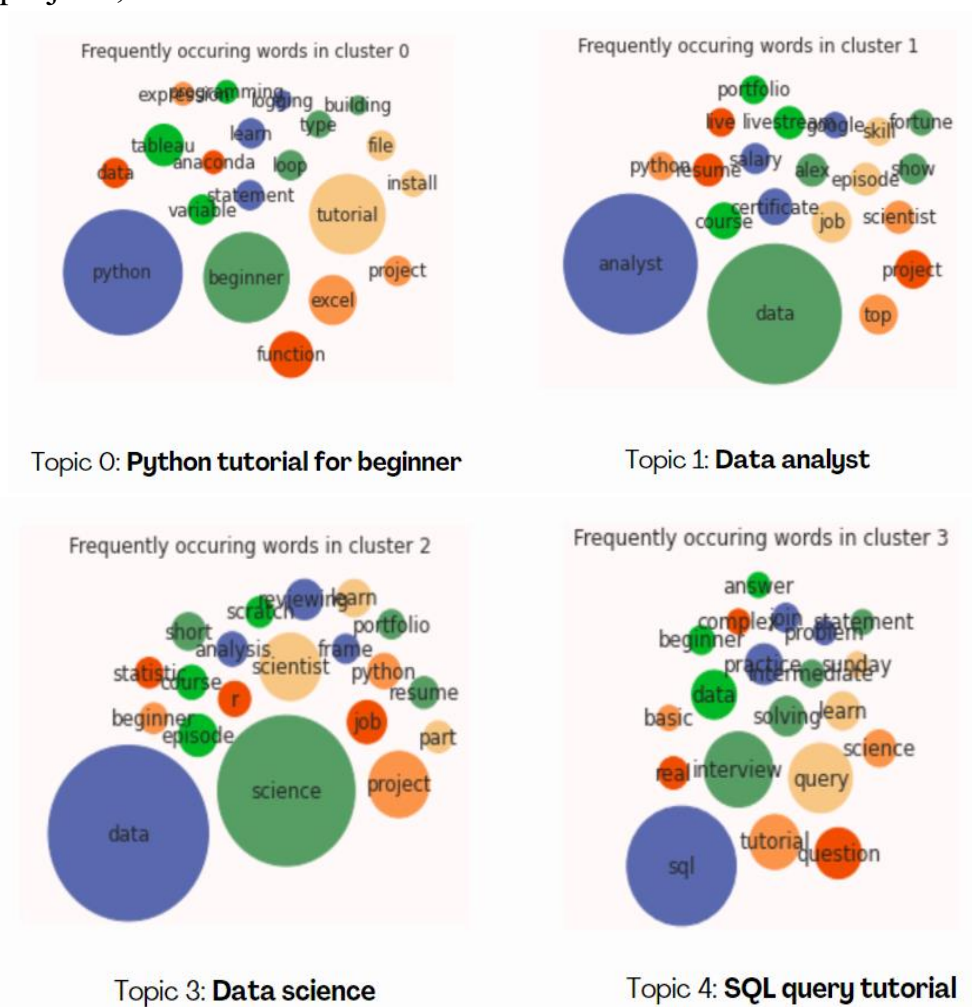 Frequently occuring words in cluster 0
expression programming logging building
type
learn
tableau
file
anaconda
loop
data
install
statement
variable
tutorial
python
beginner
project
excel
function
Topic 0: Python tutorial for beginner
Frequently occuring words in cluster 1
portfolio
live livestream google skill fortune
python resume salary alex episode show
certificate
course
job
scientist
analyst
project
data
top
Topic 1: Data analyst
Frequently occuring words in cluster 2
reviewing learn
scratch
short
portfolio
analysis
frame
scientist
statistic
python
course
resume
r
beginner
job
episode
part
science
project
data
Topic 3: Data science
Frequently occuring words in cluster 3
answer
complex join statement
problem
beginner
practice sunday
intermediate
data
basic
solving learn
science
real interview
query
tutorial
question
sql
Topic 4: SQL query tutorial